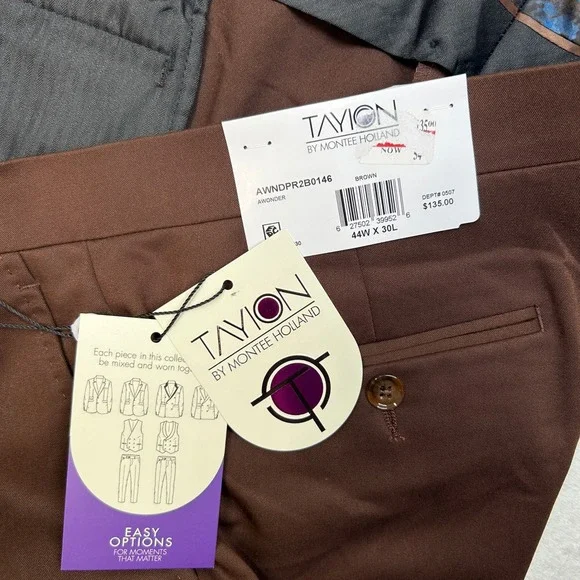 TAYION
BY MONTEE HOLLAND
NOW
AWNDPR2B0146
AWONDER
BROWN
DEPT# 0507
$135.00
6 27502 39952 6
44W X 30L
30
TAYION
BY MONTEE HOLLAND
Each piece in this collec
be mixed and worn tog
EASY
OPTIONS
FOR MOMENTS
THAT MATTER